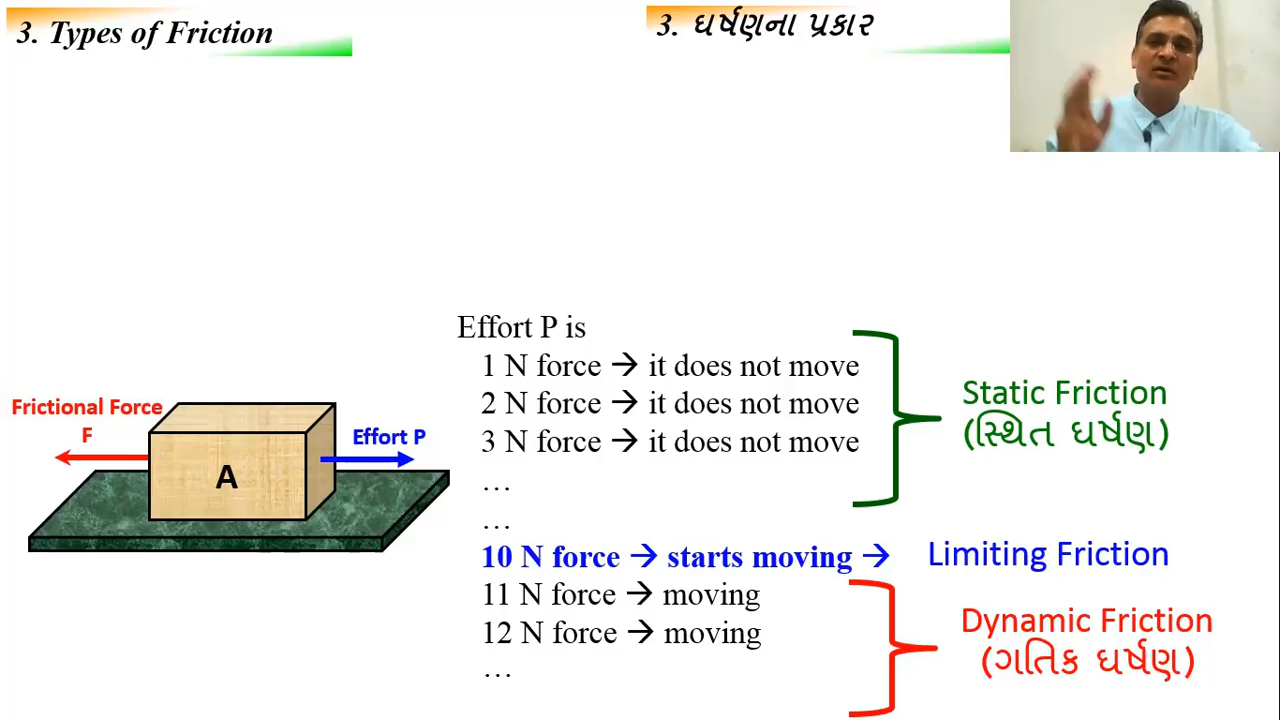 3. Types of Friction
3. ઘર્ષણના પ્રકાર
Effort P is
1 N force → it does not move
2 N force → it does not move
3 N force → it does not move
…
…
10 N force → starts moving →
11 N force → moving
12 N force → moving
…
Static Friction
(સ્થિત ઘર્ષણ)
Limiting Friction
Dynamic Friction
(ગતિક ઘર્ષણ)
Frictional Force
F
Effort P
A